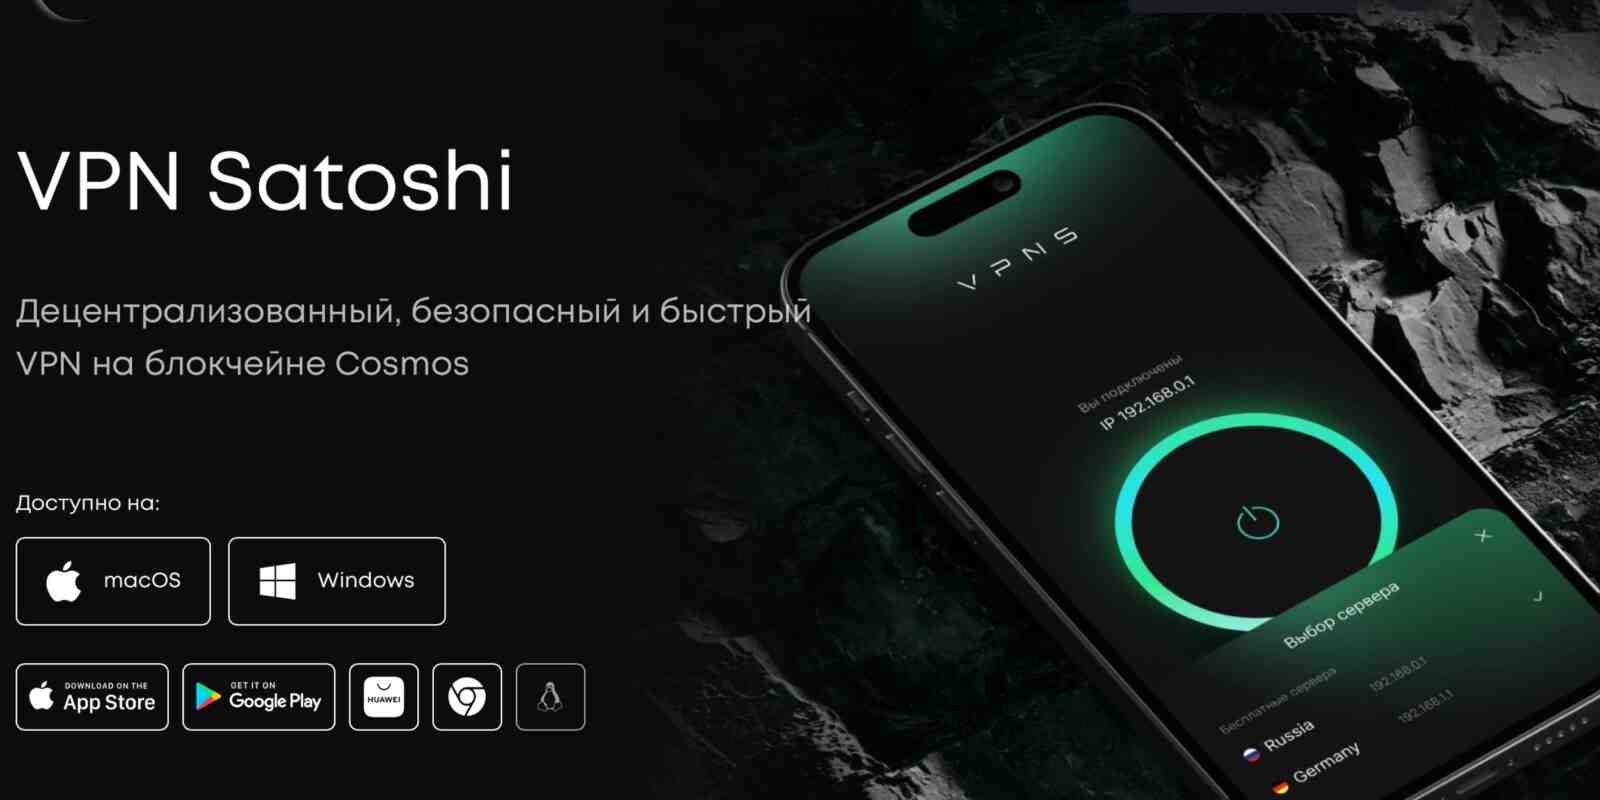 VPN Satoshi
Децентрализованный, безопасный и быстрый
VPN на блокчейне Cosmos
Доступно на:
macOS
Windows
DOWNLOAD ON THE
App Store
GET IT ON
Google Play
HUAWEI
VPNS
Вы подключены
IP 192.168.0.1
Выбор сервера
Бесплатные сервера
Russia
192.168.0.1
Germany
192.168.1.1